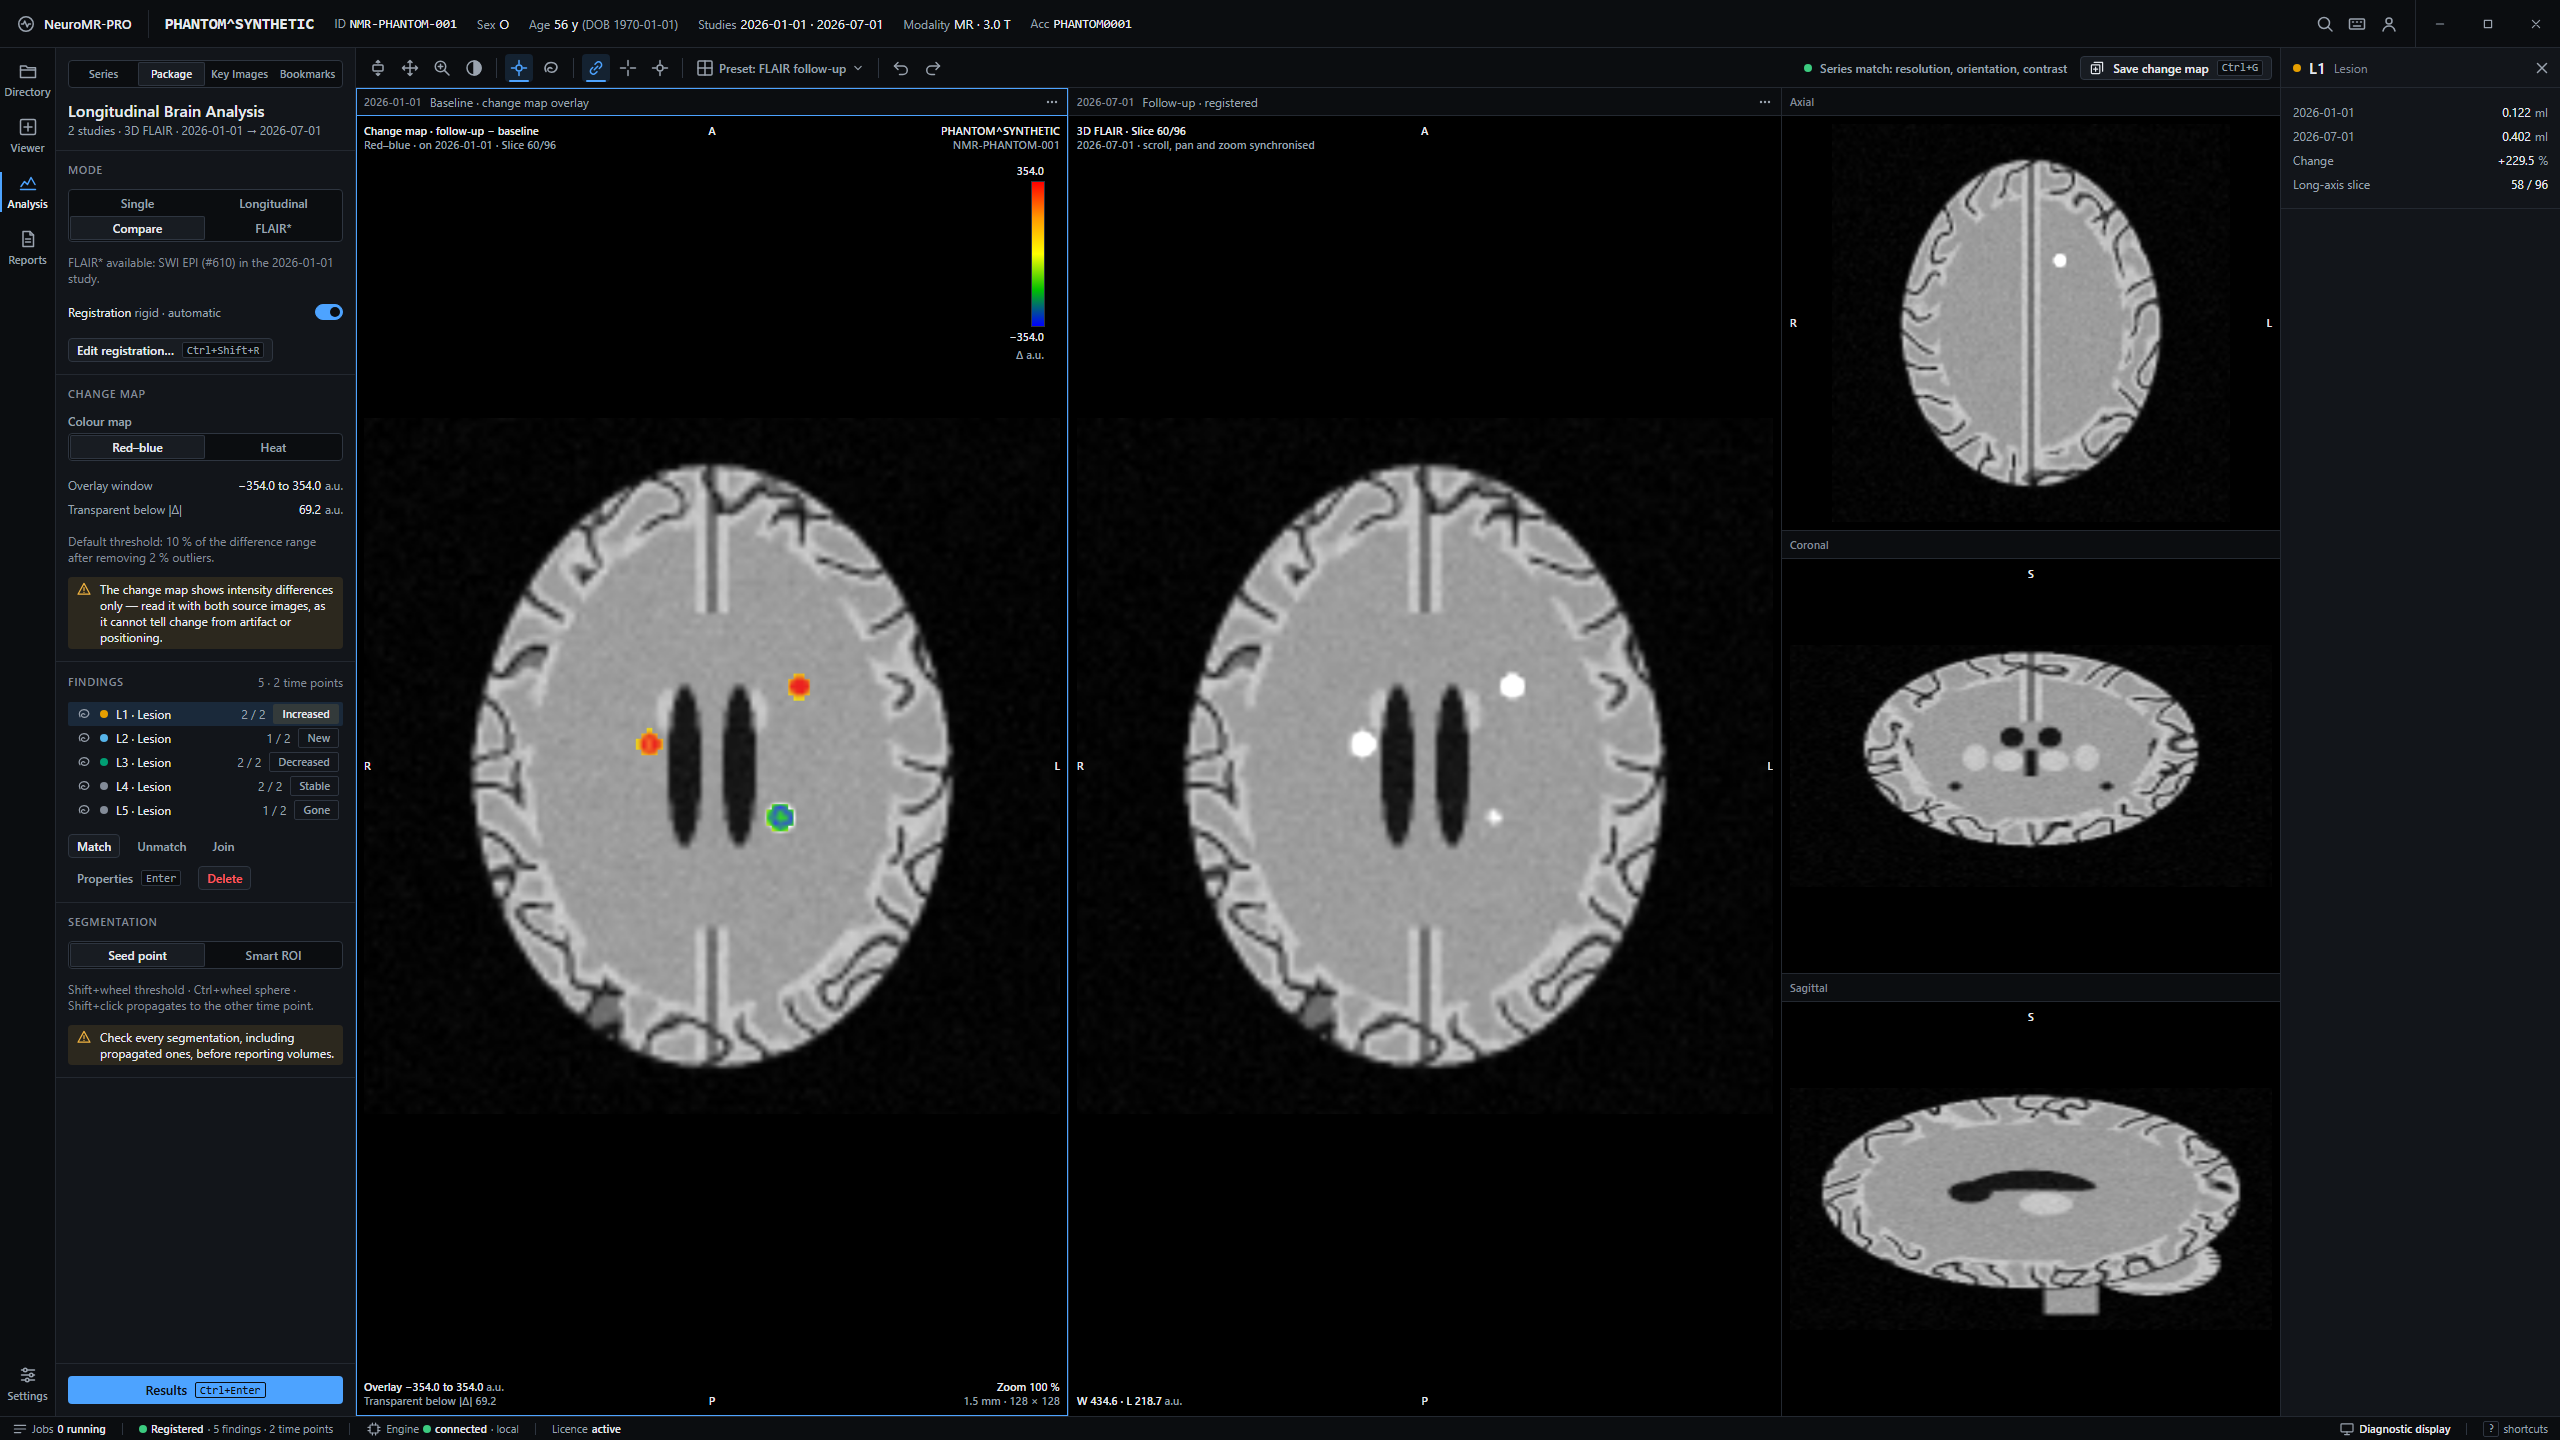 NeuroMR-PRO
PHANTOM^SYNTHETIC
ID NMR-PHANTOM-001
Sex O
Age 56 y (DOB 1970-01-01)
Studies 2026-01-01 · 2026-07-01
Modality MR · 3.0 T
Acc PHANTOM0001
Directory
Viewer
Analysis
Reports
Settings
Series
Package
Key Images
Bookmarks
Longitudinal Brain Analysis
2 studies · 3D FLAIR · 2026-01-01 → 2026-07-01
MODE
Single
Longitudinal
Compare
FLAIR*
FLAIR* available: SWI EPI (#610) in the 2026-01-01
study.
Registration rigid · automatic
Edit registration... Ctrl+Shift+R
CHANGE MAP
Colour map
Red–blue
Heat
Overlay window −354.0 to 354.0 a.u.
Transparent below |Δ| 69.2 a.u.
Default threshold: 10 % of the difference range
after removing 2 % outliers.
The change map shows intensity differences
only — read it with both source images, as
it cannot tell change from artifact or
positioning.
FINDINGS 5 · 2 time points
L1 · Lesion 2 / 2 Increased
L2 · Lesion 1 / 2 New
L3 · Lesion 2 / 2 Decreased
L4 · Lesion 2 / 2 Stable
L5 · Lesion 1 / 2 Gone
Match
Unmatch
Join
Properties Enter
Delete
SEGMENTATION
Seed point
Smart ROI
Shift+wheel threshold · Ctrl+wheel sphere ·
Shift+click propagates to the other time point.
Check every segmentation, including
propagated ones, before reporting volumes.
Results Ctrl+Enter
Preset: FLAIR follow-up
Series match: resolution, orientation, contrast
Save change map Ctrl+G
2026-01-01 Baseline · change map overlay
Change map · follow-up − baseline
Red–blue · on 2026-01-01 · Slice 60/96
A
PHANTOM^SYNTHETIC
NMR-PHANTOM-001
354.0
−354.0
Δ a.u.
R
L
Overlay −354.0 to 354.0 a.u.
Transparent below |Δ| 69.2
P
Zoom 100 %
1.5 mm · 128 × 128
2026-07-01 Follow-up · registered
3D FLAIR · Slice 60/96
2026-07-01 · scroll, pan and zoom synchronised
A
R
L
W 434.6 · L 218.7 a.u.
P
Axial
R
L
Coronal
S
Sagittal
S
L1 Lesion
2026-01-01 0.122 ml
2026-07-01 0.402 ml
Change +229.5 %
Long-axis slice 58 / 96
Jobs 0 running
Registered · 5 findings · 2 time points
Engine connected · local
Licence active
Diagnostic display
? shortcuts